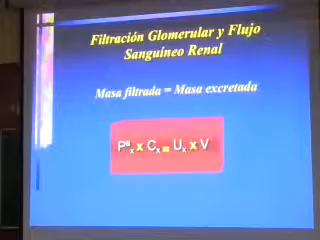 Filtración Glomerular y Flujo
Sanguíneo Renal
Masa filtrada = Masa excretada
Pªx x Cx = Ux x V